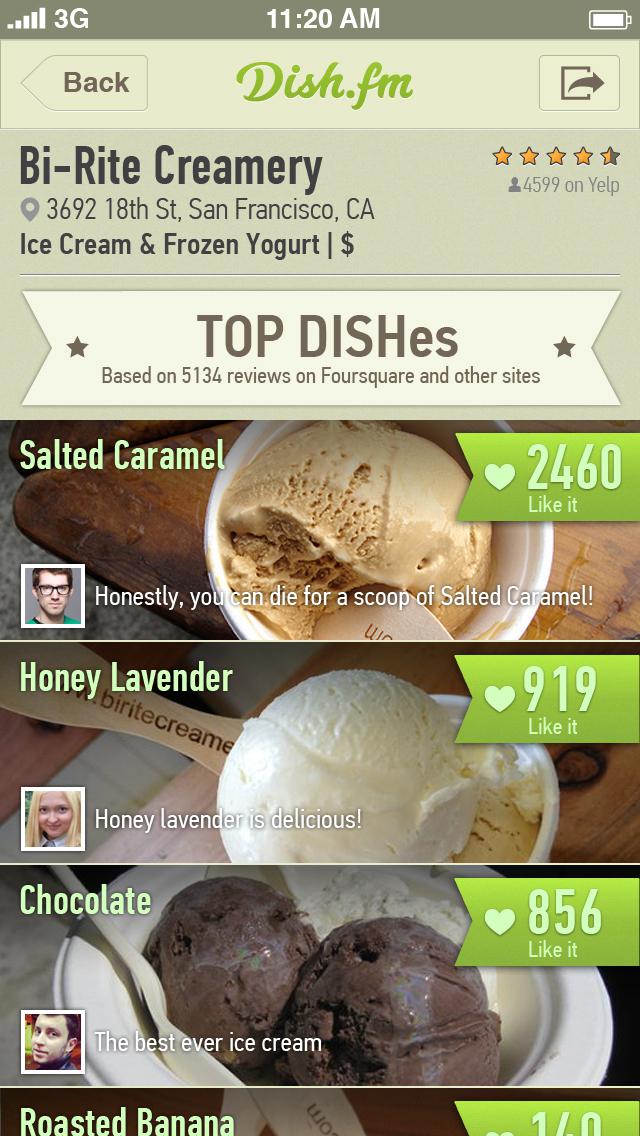 3G 11:20 AM
Back Dish.fm
Bi-Rite Creamery
4599 on Yelp
3692 18th St, San Francisco, CA
Ice Cream & Frozen Yogurt | $
TOP DISHes
Based on 5134 reviews on Foursquare and other sites
Salted Caramel
2460
Like it
Honestly, you can die for a scoop of Salted Caramel!
Honey Lavender
biritecreame
919
Like it
Honey lavender is delicious!
Chocolate
856
Like it
The best ever ice cream
Roasted Banana
140